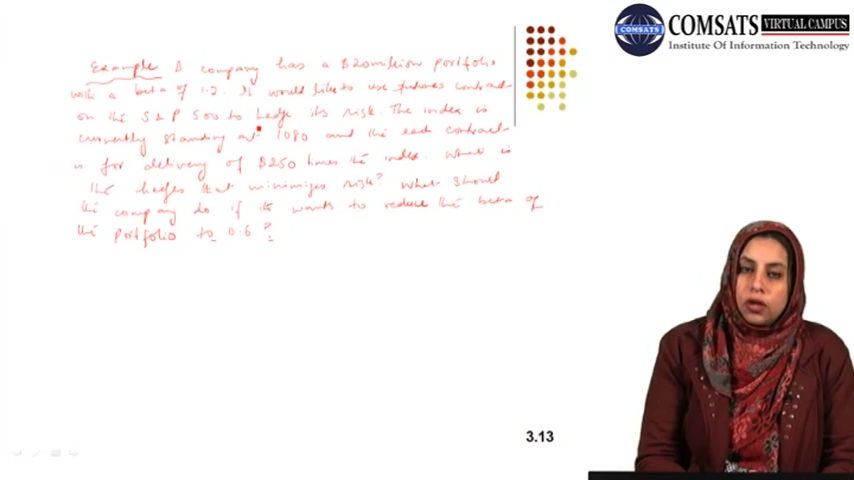 COMSATS VIRTUAL CAMPUS
Institute Of Information Technology
COMSATS
Example A company has a $20million portfolio
with a beta of 1.2. It would like to use futures contract
on the S&P 500 to hedge its risk. The index is
currently standing at 1080 and the each contract
is for delivery of $250 times the index. What is
the hedge that minimizes risk? What should
the company do if its wants to reduce the beta of
the portfolio to 0.6?
3.13